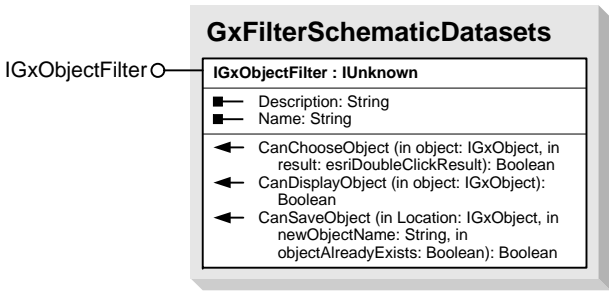 GxFilterSchematicDatasets
IGxObjectFilter
IGxObjectFilter : IUnknown
Description: String
Name: String
CanChooseObject (in object: IGxObject, in
result: esriDoubleClickResult): Boolean
CanDisplayObject (in object: IGxObject):
Boolean
CanSaveObject (in Location: IGxObject, in
newObjectName: String, in
objectAlreadyExists: Boolean): Boolean